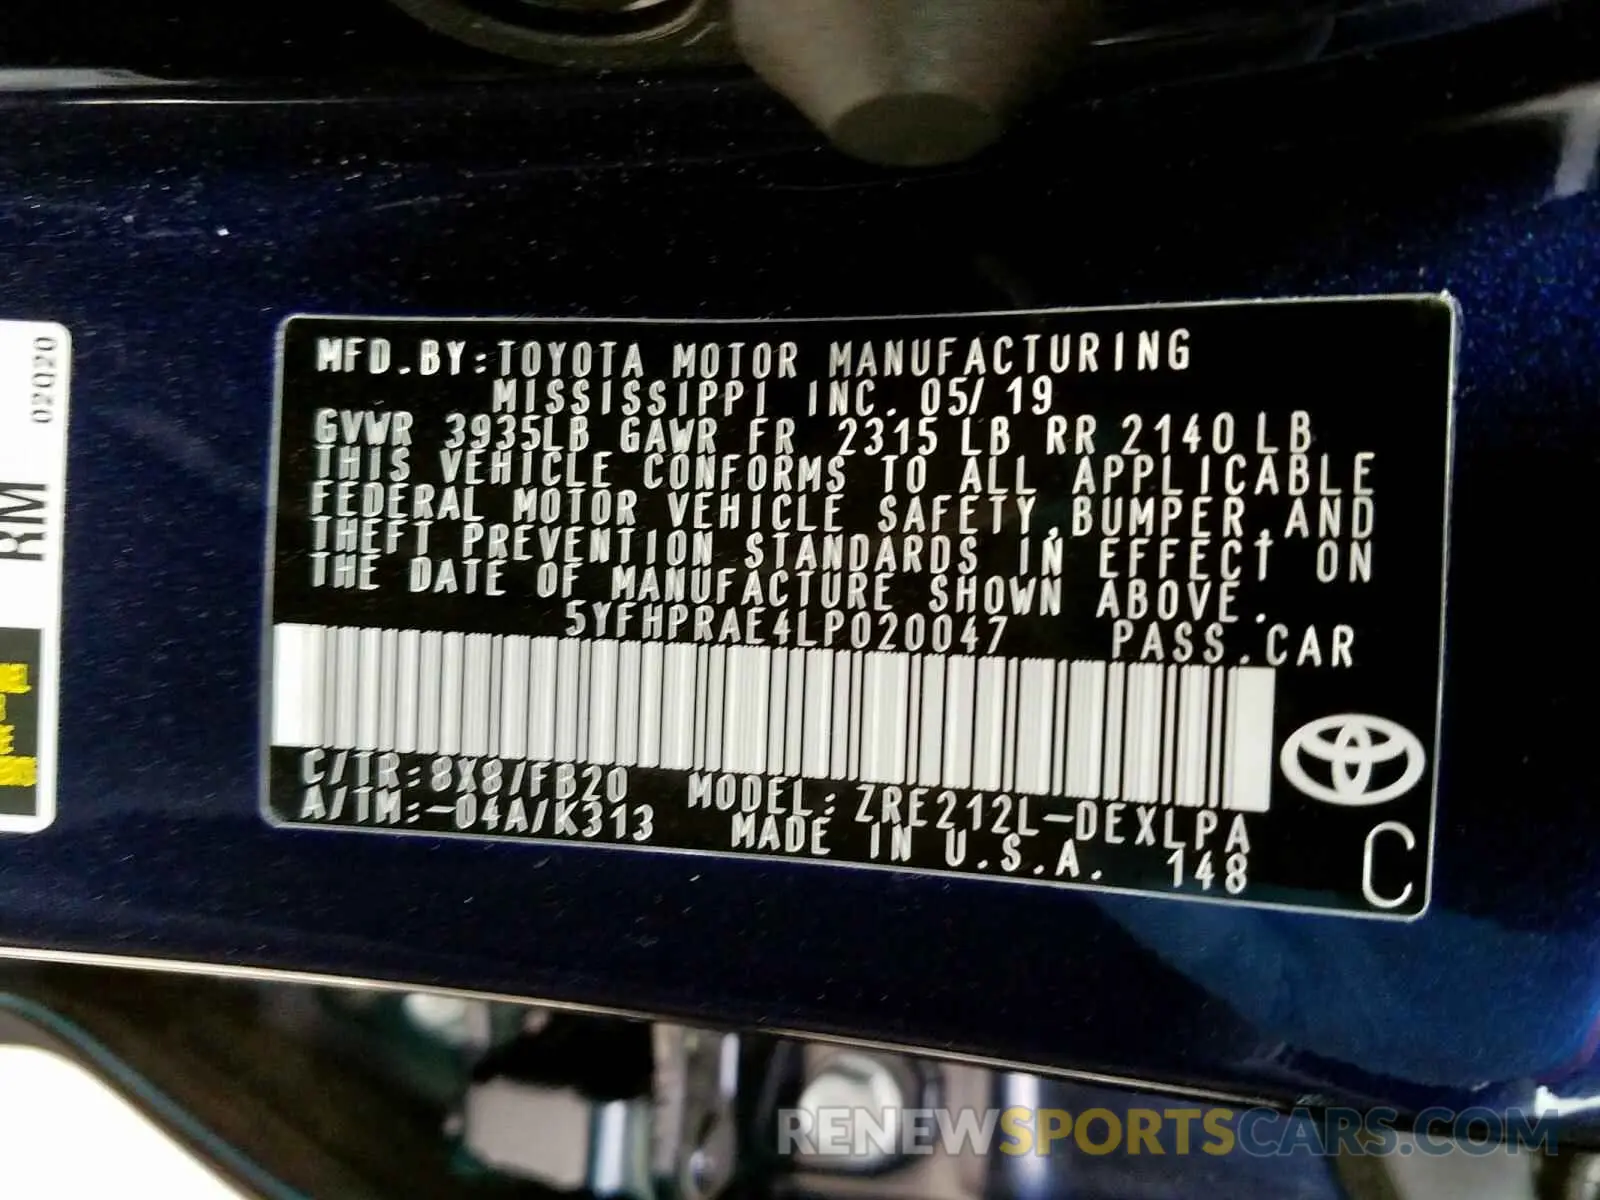 02Q20
RM
MFD.BY:TOYOTA MOTOR MANUFACTURING
MISSISSIPPI INC. 05/19
GVWR 3935LB GAWR FR 2315 LB RR 2140 LB
THIS VEHICLE CONFORMS TO ALL APPLICABLE
FEDERAL MOTOR VEHICLE SAFETY,BUMPER,AND
THEFT PREVENTION STANDARDS IN EFFECT ON
THE DATE OF MANUFACTURE SHOWN ABOVE.
5YFHPRAE4LP020047 PASS.CAR
C/TR:8X8/FB20 MODEL:ZRE212L-DEXLPA
A/TM:-04A/K313 MADE IN U.S.A. 148
C
RENEWSPORTSCARS.COM